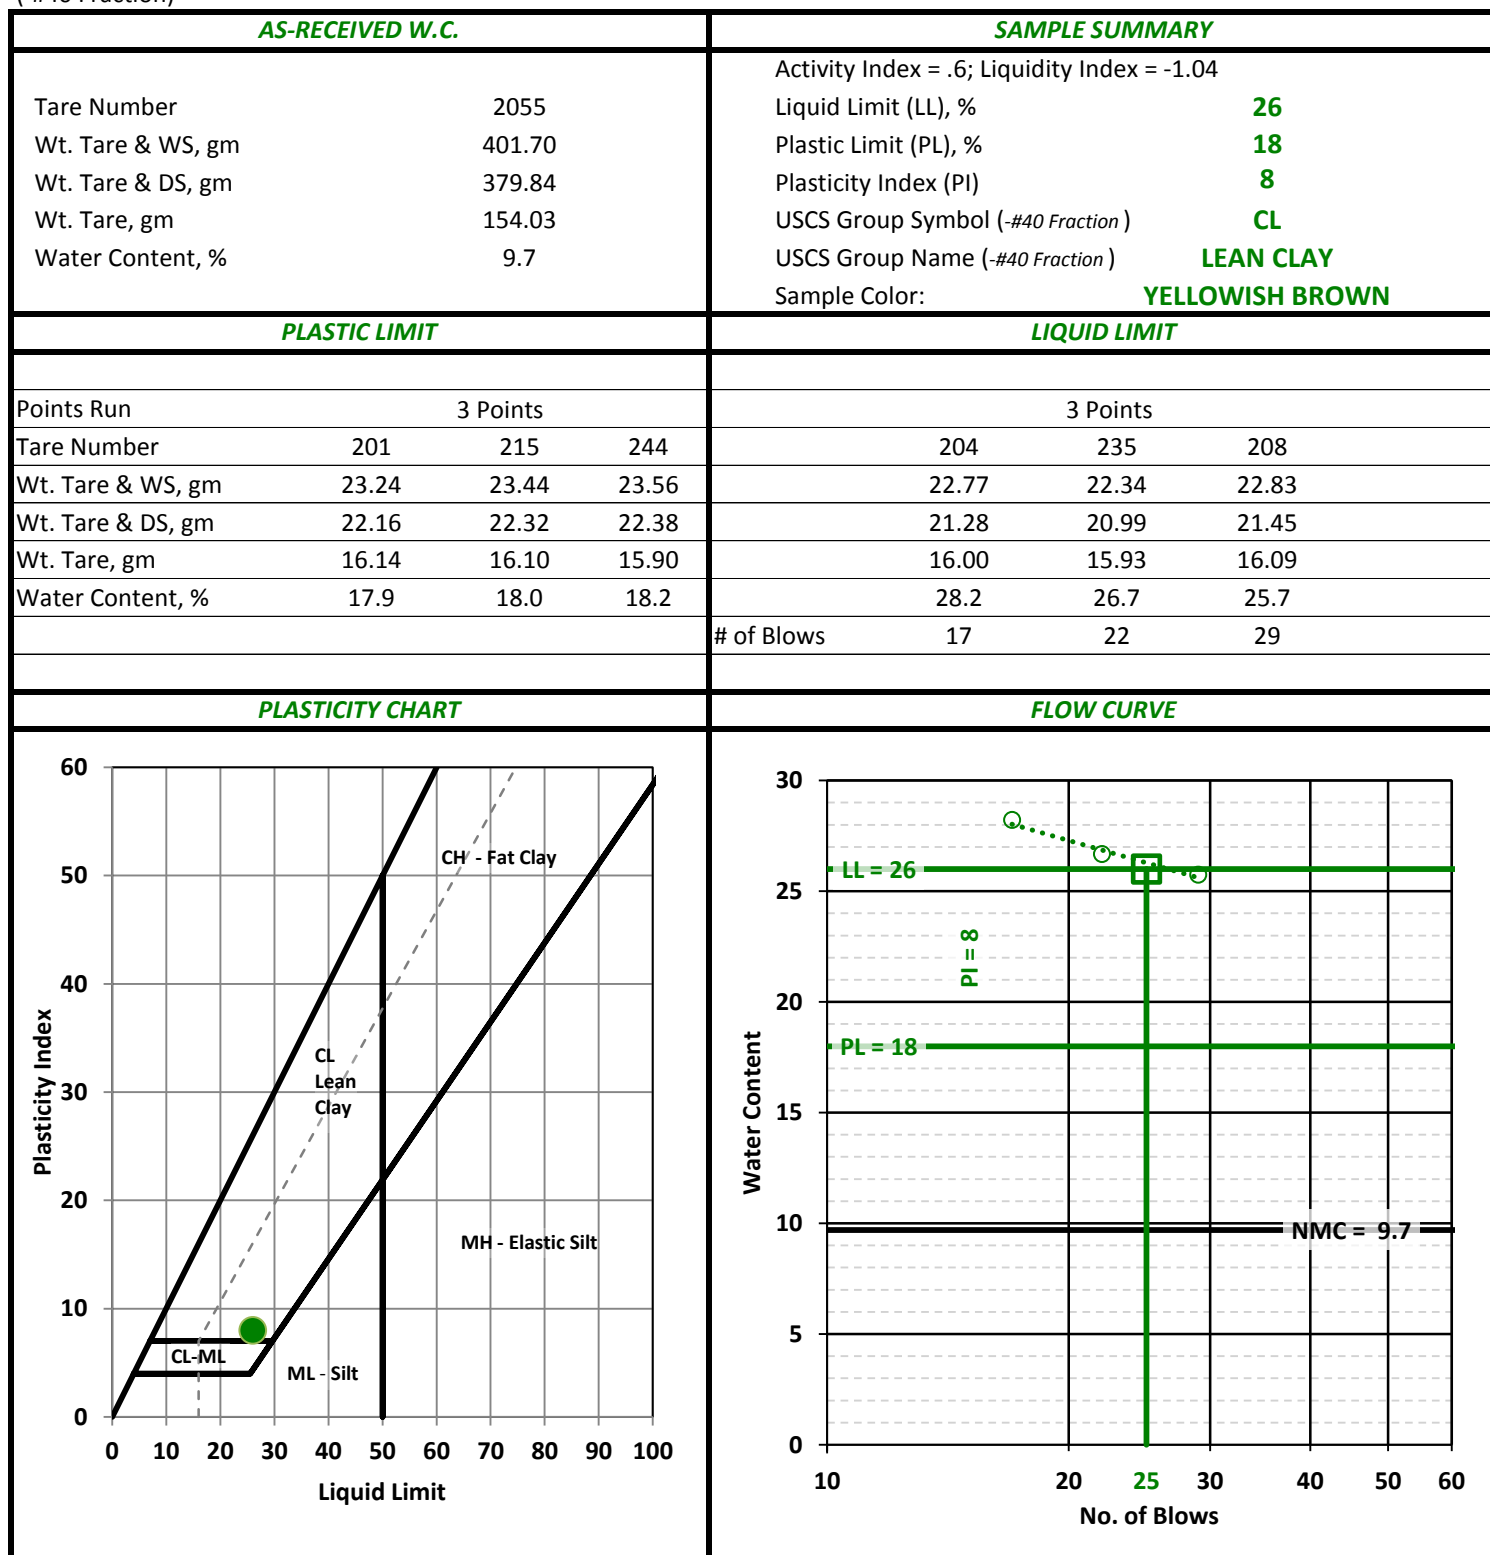 (-#40 Fraction)
AS-RECEIVED W.C.
Tare Number 2055
Wt. Tare & WS, gm 401.70
Wt. Tare & DS, gm 379.84
Wt. Tare, gm 154.03
Water Content, % 9.7
SAMPLE SUMMARY
Activity Index = .6; Liquidity Index = -1.04
Liquid Limit (LL), % 26
Plastic Limit (PL), % 18
Plasticity Index (PI) 8
USCS Group Symbol (-#40 Fraction ) CL
USCS Group Name (-#40 Fraction ) LEAN CLAY
Sample Color: YELLOWISH BROWN
PLASTIC LIMIT
Points Run 3 Points
Tare Number 201 215 244
Wt. Tare & WS, gm 23.24 23.44 23.56
Wt. Tare & DS, gm 22.16 22.32 22.38
Wt. Tare, gm 16.14 16.10 15.90
Water Content, % 17.9 18.0 18.2
LIQUID LIMIT
3 Points
204 235 208
22.77 22.34 22.83
21.28 20.99 21.45
16.00 15.93 16.09
28.2 26.7 25.7
# of Blows 17 22 29
PLASTICITY CHART
60
50
40
30
20
10
0
Plasticity Index
CH - Fat Clay
CL
Lean
Clay
MH - Elastic Silt
CL-ML
ML - Silt
0 10 20 30 40 50 60 70 80 90 100
Liquid Limit
FLOW CURVE
30
25
20
15
10
5
0
Water Content
LL = 26
PI = 8
PL = 18
NMC = 9.7
10 20 25 30 40 50 60
No. of Blows